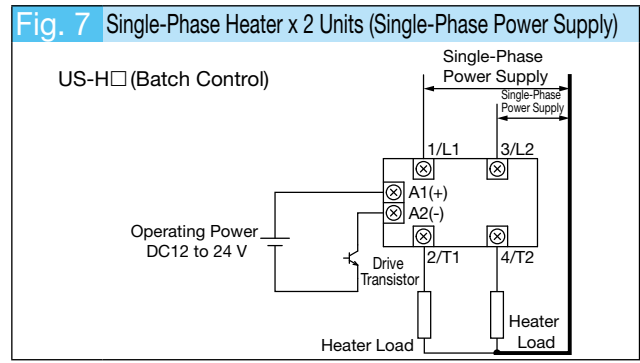 Fig. 7 Single-Phase Heater x 2 Units (Single-Phase Power Supply)
US-H□ (Batch Control)
Single-Phase
Power Supply
Single-Phase
Power Supply
1/L1
3/L2
A1(+)
A2(-)
Operating Power
DC12 to 24 V
Drive
Transistor
2/T1
4/T2
Heater Load
Heater
Load